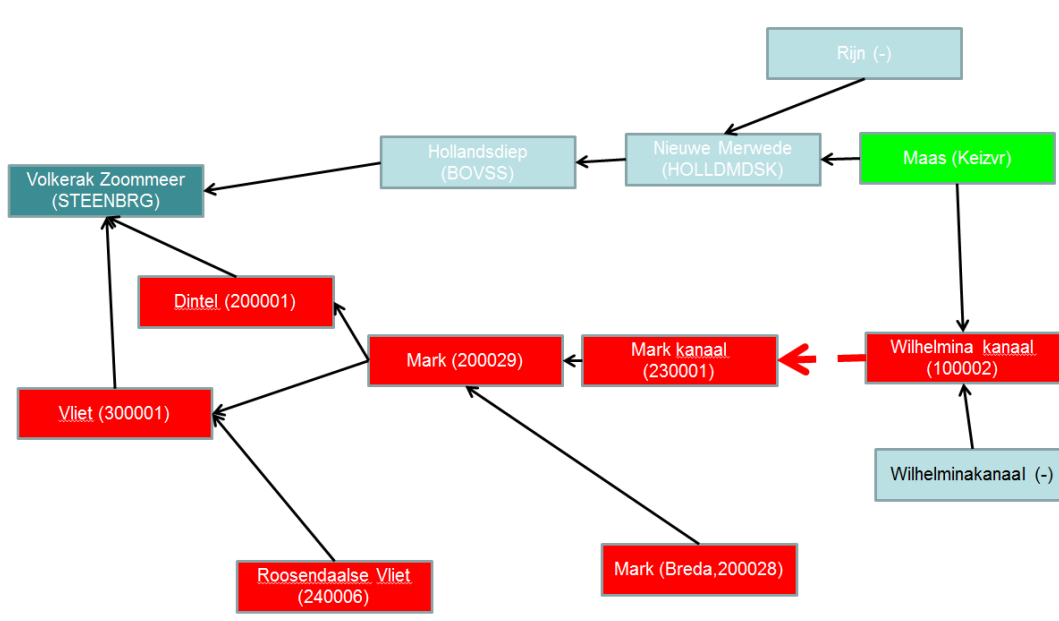 Rijn (-)
Hollandsdiep
(BOVSS)
Nieuwe Merwede
(HOLLDMDSK)
Maas (Keizvr)
Volkerak Zoommeer
(STEENBRG)
Dintel (200001)
Mark (200029)
Mark kanaal
(230001)
Wilhelmina kanaal
(100002)
Vliet (300001)
Wilhelminakanaal (-)
Roosendaalse Vliet
(240006)
Mark (Breda,200028)